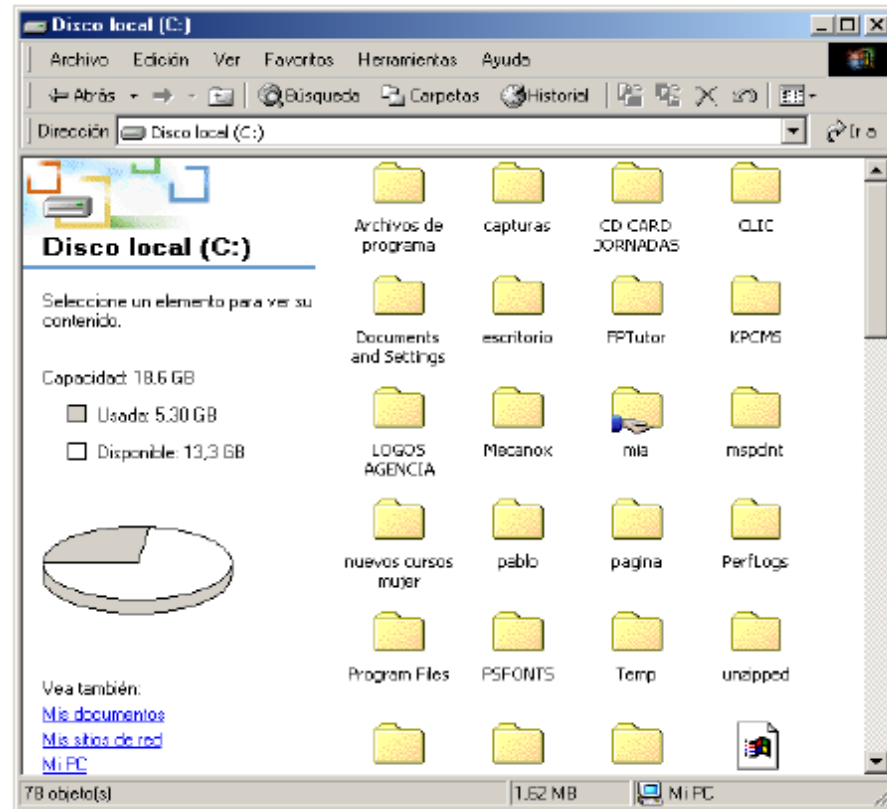 Disco local (C:)
Archivo Edición Ver Favoritos Herramientas Ayuda
Atrás Búsqueda Carpetas Historial
Dirección Disco local (C:) Ir a
Disco local (C:)
Seleccione un elemento para ver su
contenido.
Capacidad: 18.6 GB
Usado: 5,30 GB
Disponible: 13,3 GB
Vea también:
Mis documentos
Mis sitios de red
Mi PC
Archivos de
programa
capturas
CD CARD
JORNADAS
CLIC
Documents
and Settings
escritorio
FPTutor
KPCMS
LOGOS
AGENCIA
Mecanox
mia
mspclnt
nuevos cursos
mujer
pablo
pagina
PerfLogs
Program Files
PSFONTS
Temp
unzipped
78 objeto(s) 1.62 MB Mi PC